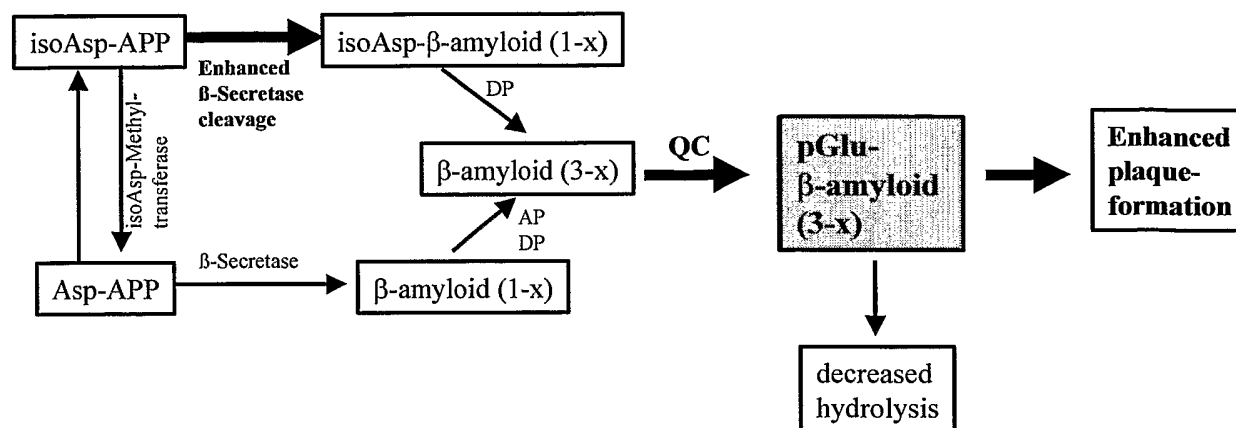 isoAsp-APP
Enhanced
ß-Secretase
cleavage
isoAsp-β-amyloid (1-x)
DP
isoAsp-Methyl-
transferase
β-amyloid (3-x)
QC
pGlu-
β-amyloid
(3-x)
Enhanced
plaque-
formation
AP
DP
Asp-APP
ß-Secretase
β-amyloid (1-x)
decreased
hydrolysis